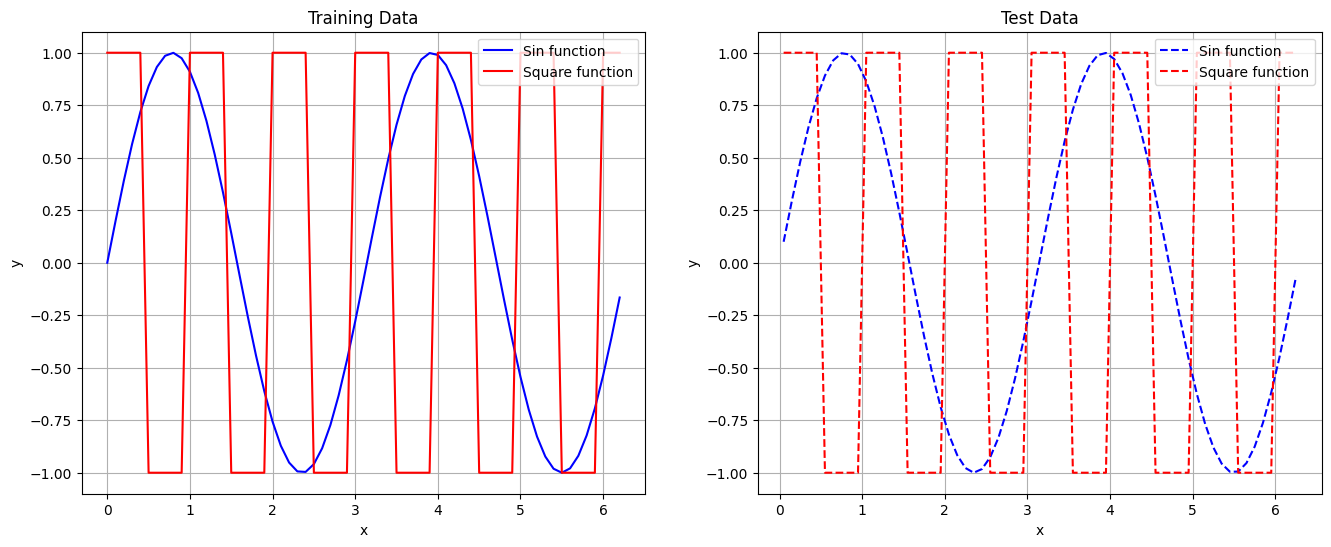 Training Data
Sin function
Square function
1.00
0.75
0.50
0.25
0.00
−0.25
−0.50
−0.75
−1.00
y
0 1 2 3 4 5 6
x
Test Data
Sin function
Square function
1.00
0.75
0.50
0.25
0.00
−0.25
−0.50
−0.75
−1.00
y
0 1 2 3 4 5 6
x